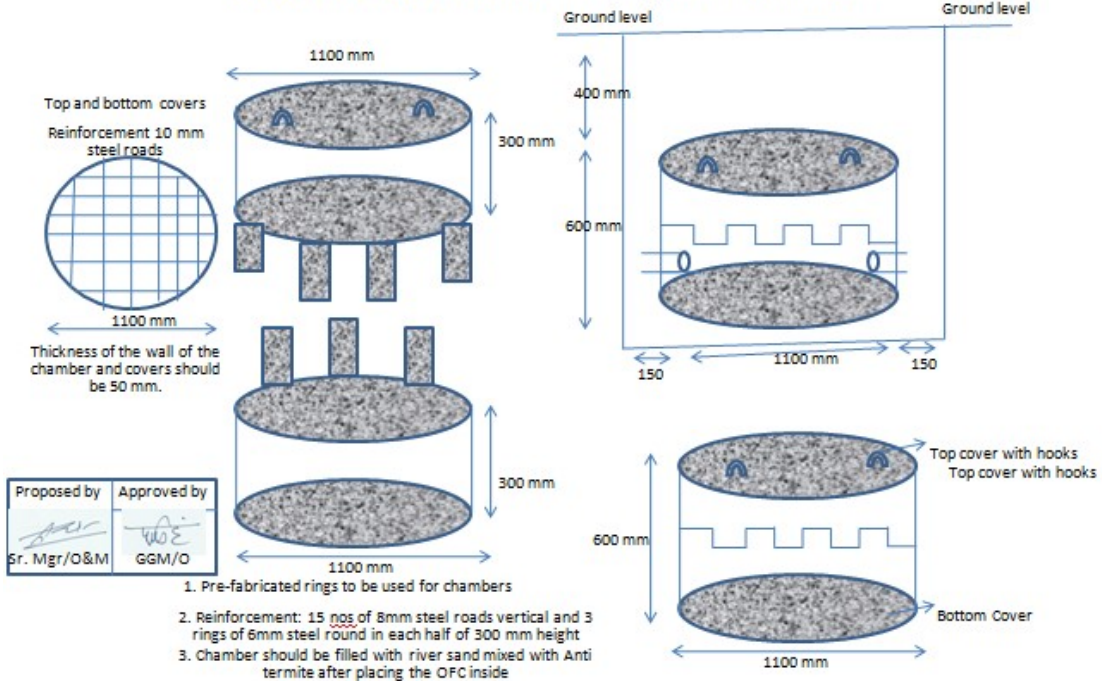 Ground level
Ground level
1100 mm
400 mm
Top and bottom covers
Reinforcement 10 mm
steel roads
300 mm
600 mm
1100 mm
Thickness of the wall of the
chamber and covers should
be 50 mm.
1100 mm
150
150
Top cover with hooks
Top cover with hooks
300 mm
600 mm
Proposed by
Approved by
Sr. Mgr/O&M
GGM/O
1100 mm
1. Pre-fabricated rings to be used for chambers
2. Reinforcement: 15 nos of 8mm steel roads vertical and 3
rings of 6mm steel round in each half of 300 mm height
3. Chamber should be filled with river sand mixed with Anti
termite after placing the OFC inside
Bottom Cover
1100 mm